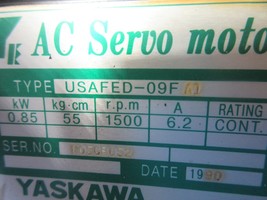 AC Servo moto
TYPE USAFED-09F
kW kg-cm r.p.m A RATING
0.85 55 1500 6.2 CONT.
SER.NO.
DATE 1990
YASKAWA